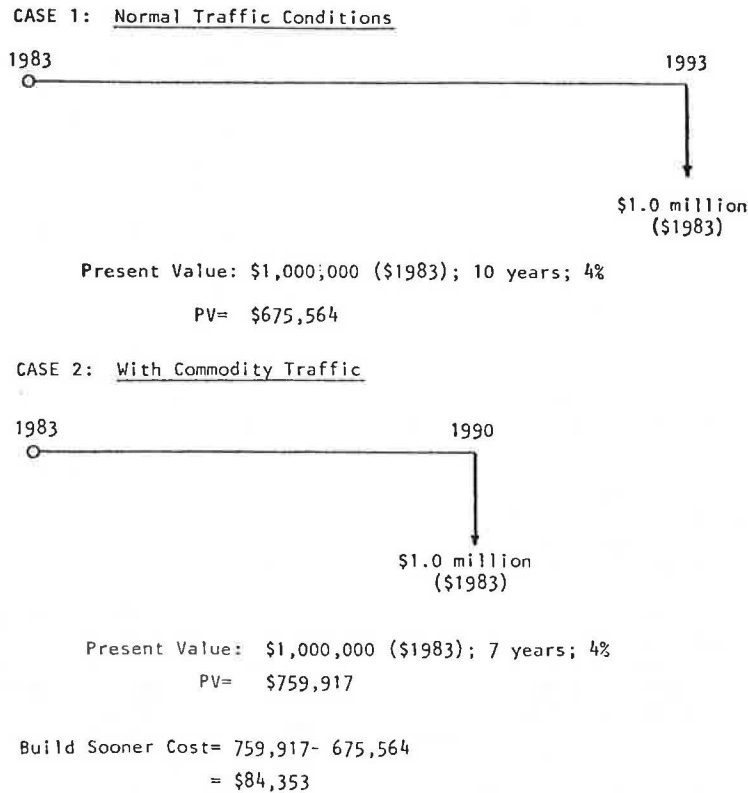 CASE 1: Normal Traffic Conditions
1983 1993
$1.0 million
($1983)
Present Value: $1,000,000 ($1983); 10 years; 4%
PV= $675,564
CASE 2: With Commodity Traffic
1983 1990
$1.0 million
($1983)
Present Value: $1,000,000 ($1983); 7 years; 4%
PV= $759,917
Build Sooner Cost= 759,917- 675,564
= $84,353